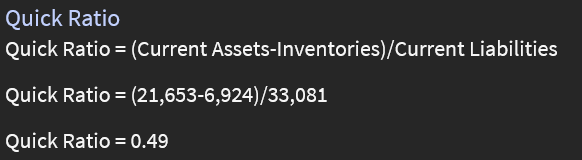 Quick Ratio
Quick Ratio = (Current Assets-Inventories)/Current Liabilities
Quick Ratio = (21,653-6,924)/33,081
Quick Ratio = 0.49